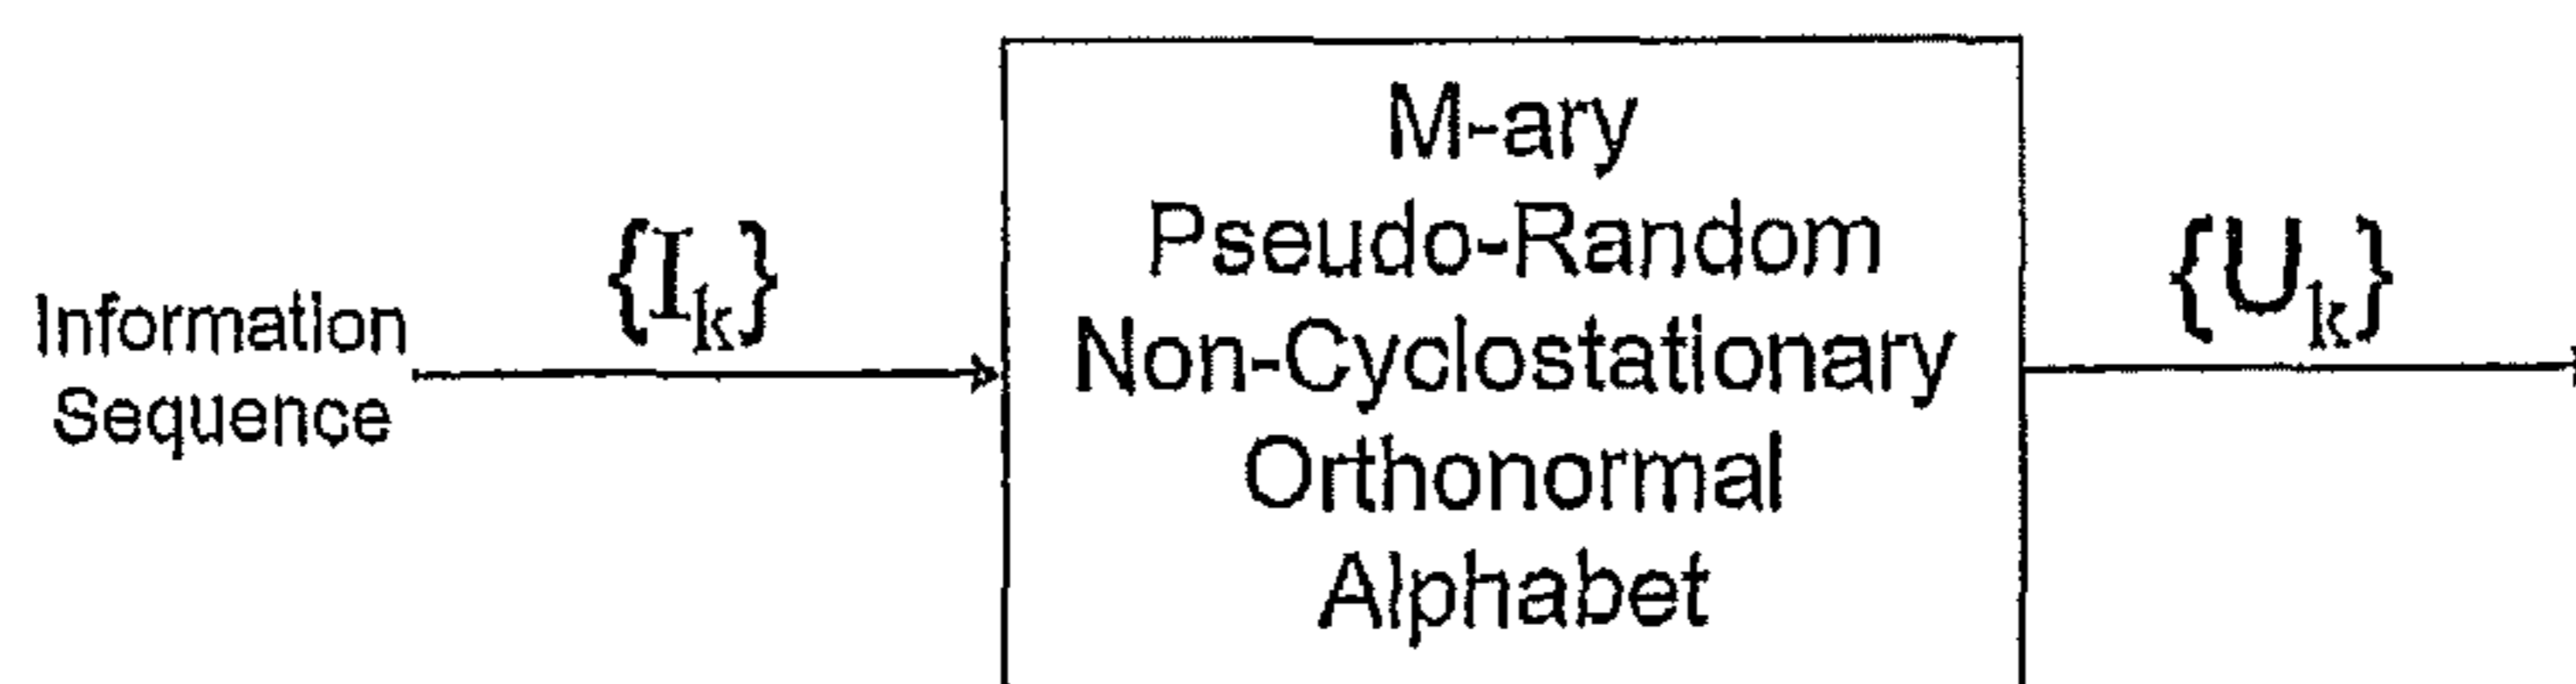 Information
Sequence
{I_k}
M-ary
Pseudo-Random
Non-Cyclostationary
Orthonormal
Alphabet
{U_k}